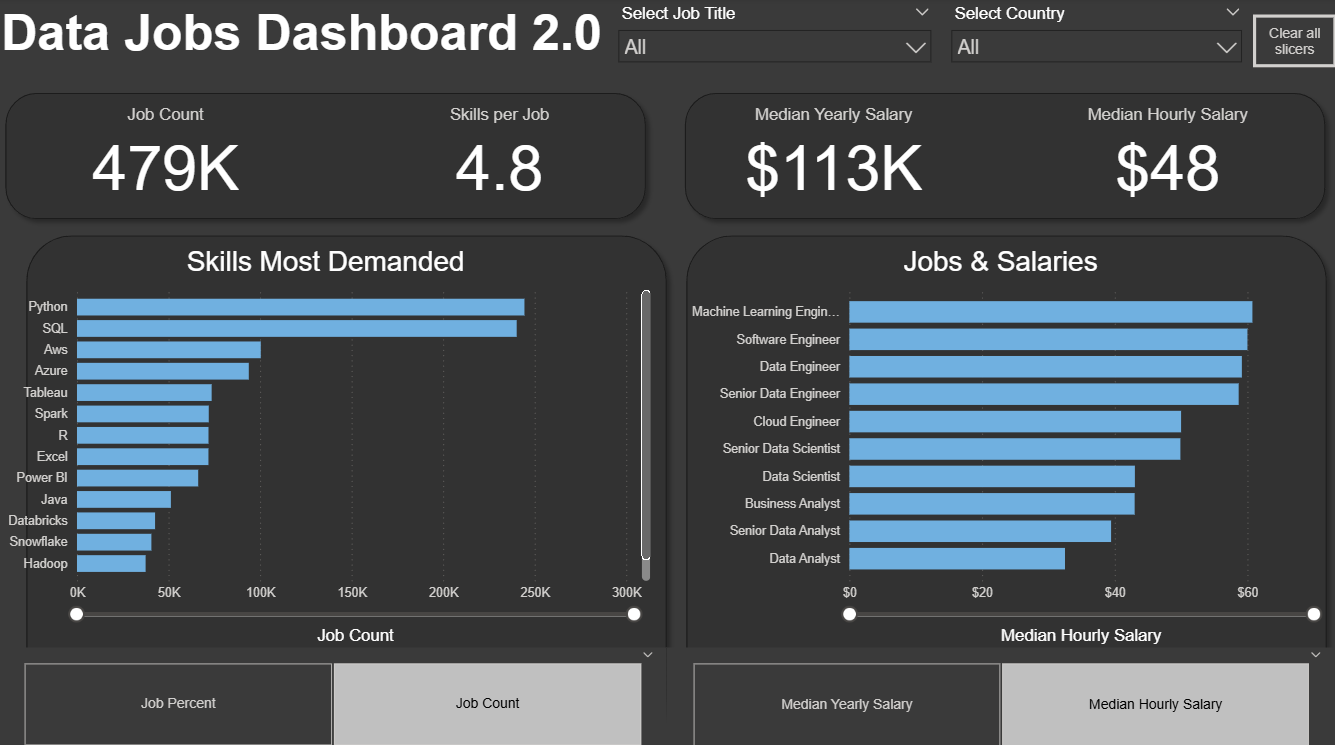 Data Jobs Dashboard 2.0
Select Job Title
All
Select Country
All
Clear all
slicers
Job Count
479K
Skills per Job
4.8
Median Yearly Salary
$113K
Median Hourly Salary
$48
Skills Most Demanded
Python
SQL
Aws
Azure
Tableau
Spark
R
Excel
Power BI
Java
Databricks
Snowflake
Hadoop
0K 50K 100K 150K 200K 250K 300K
Job Count
Job Percent
Job Count
Jobs & Salaries
Machine Learning Engin...
Software Engineer
Data Engineer
Senior Data Engineer
Cloud Engineer
Senior Data Scientist
Data Scientist
Business Analyst
Senior Data Analyst
Data Analyst
$0 $20 $40 $60
Median Hourly Salary
Median Yearly Salary
Median Hourly Salary